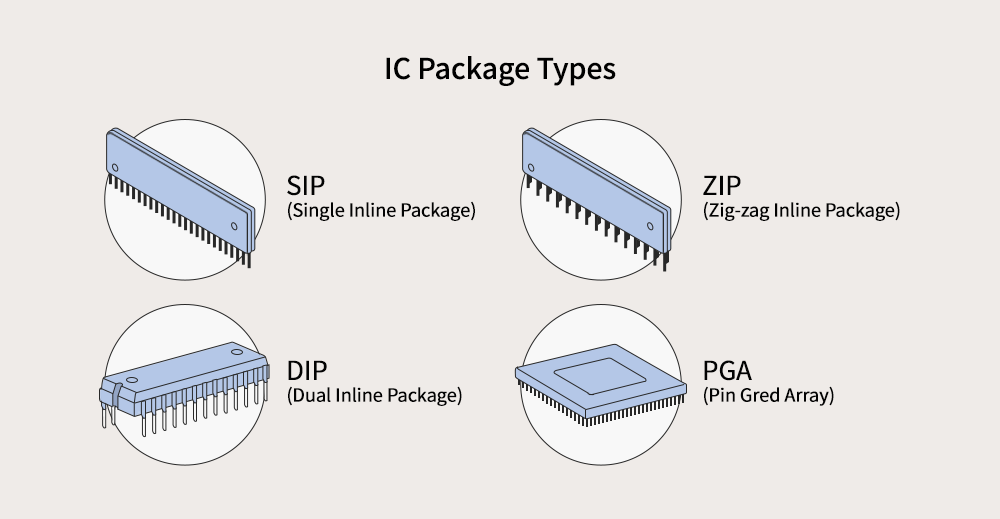 IC Package Types
SIP
(Single Inline Package)
ZIP
(Zig-zag Inline Package)
DIP
(Dual Inline Package)
PGA
(Pin Gred Array)